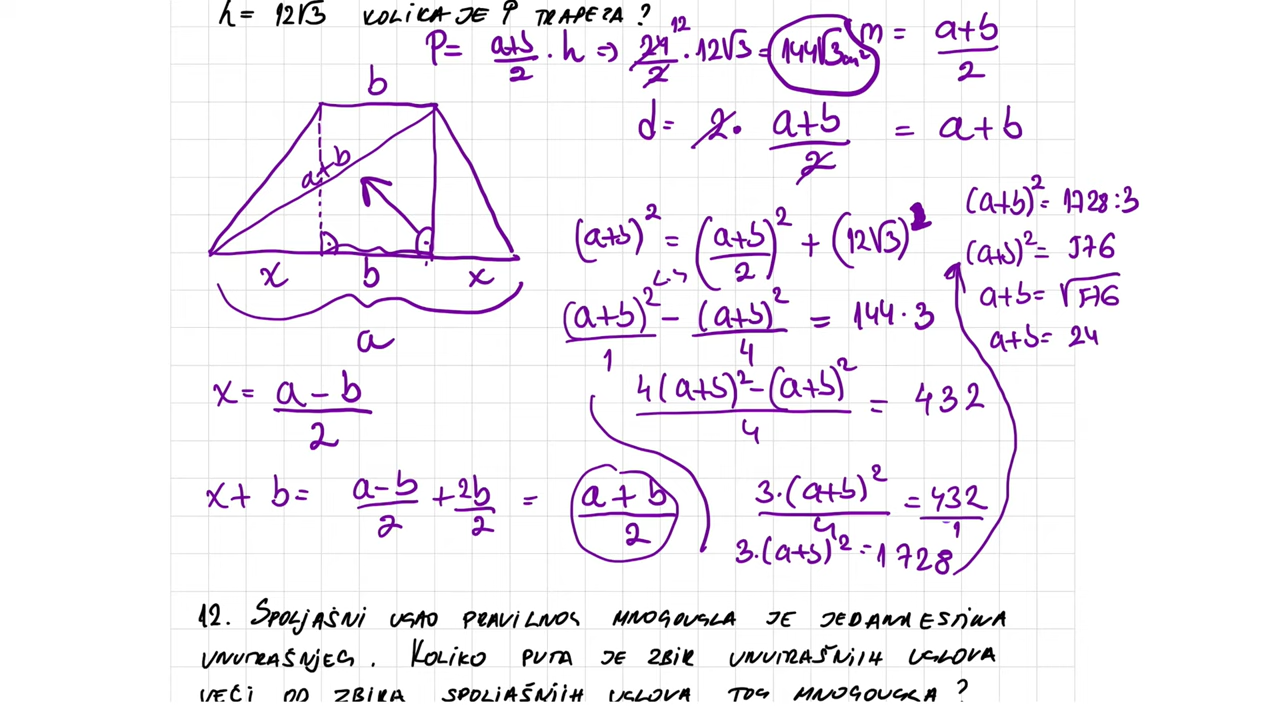 h = 12√3 KOLIKA JE P TRAPEZA ?
P = (a+b)/2 · h => 24/2 12 · 12√3 = 144√3 cm²
m = (a+b)/2
d = 2 · (a+b)/2 = a+b
b
a+b
x b x
a
x = (a - b)/2
x + b = (a-b)/2 + 2b/2 = (a + b)/2
(a+b)² = ((a+b)/2)² + (12√3)²
(a+b)²/1 - (a+b)²/4 = 144 · 3
(4(a+b)² - (a+b)²)/4 = 432
3·(a+b)²/4 = 432/1
3·(a+b)² = 1728
(a+b)² = 1728:3
(a+b)² = 576
a+b = √576
a+b = 24
12. SPOLJAŠNI UGAO PRAVILNOG MNOGOUGLA JE JEDANAESTINA
UNUTRAŠNJEG. KOLIKO PUTA JE ZBIR UNUTRAŠNIH UGLOVA
VEĆI OD ZBIRA SPOLJAŠNJIH UGLOVA TOG MNOGOUGLA ?